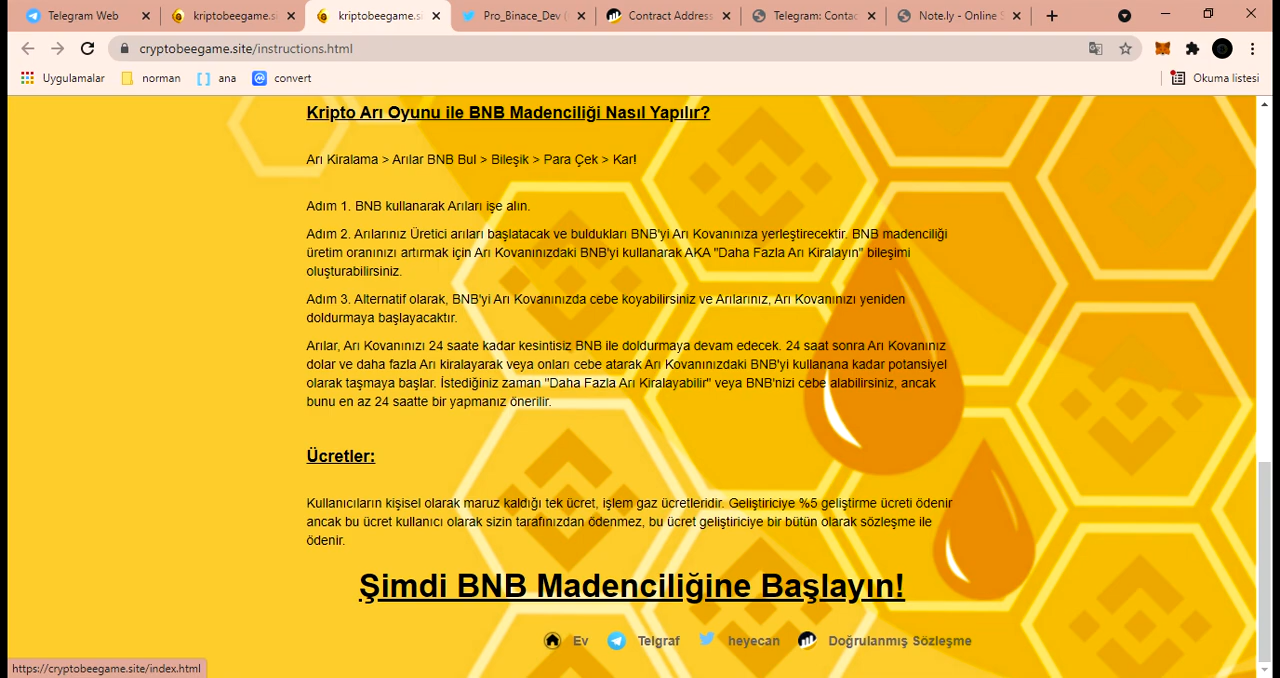 Telegram Web
kriptobeegame.s
kriptobeegame.s
Pro_Binace_Dev (
Contract Address
Telegram: Contac
Note.ly - Online S
cryptobeegame.site/instructions.html
Uygulamalar
norman
ana
convert
Okuma listesi
Kripto Arı Oyunu ile BNB Madenciliği Nasıl Yapılır?
Arı Kiralama > Arılar BNB Bul > Bileşik > Para Çek > Kar!
Adım 1. BNB kullanarak Arıları işe alın.
Adım 2. Arılarınız Üretici arıları başlatacak ve buldukları BNB'yi Arı Kovanınıza yerleştirecektir. BNB madenciliği
üretim oranınızı artırmak için Arı Kovanınızdaki BNB'yi kullanarak AKA "Daha Fazla Arı Kiralayın" bileşimi
oluşturabilirsiniz.
Adım 3. Alternatif olarak, BNB'yi Arı Kovanınızda cebe koyabilirsiniz ve Arılarınız, Arı Kovanınızı yeniden
doldurmaya başlayacaktır.
Arılar, Arı Kovanınızı 24 saate kadar kesintisiz BNB ile doldurmaya devam edecek. 24 saat sonra Arı Kovanınız
dolar ve daha fazla Arı kiralayarak veya onları cebe atarak Arı Kovanınızdaki BNB'yi kullanana kadar potansiyel
olarak taşmaya başlar. İstediğiniz zaman "Daha Fazla Arı Kiralayabilir" veya BNB'nizi cebe alabilirsiniz, ancak
bunu en az 24 saatte bir yapmanız önerilir.
Ücretler:
Kullanıcıların kişisel olarak maruz kaldığı tek ücret, işlem gaz ücretleridir. Geliştiriciye %5 geliştirme ücreti ödenir
ancak bu ücret kullanıcı olarak sizin tarafınızdan ödenmez, bu ücret geliştiriciye bir bütün olarak sözleşme ile
ödenir.
Şimdi BNB Madenciliğine Başlayın!
Ev
Telgraf
heyecan
Doğrulanmış Sözleşme
https://cryptobeegame.site/index.html